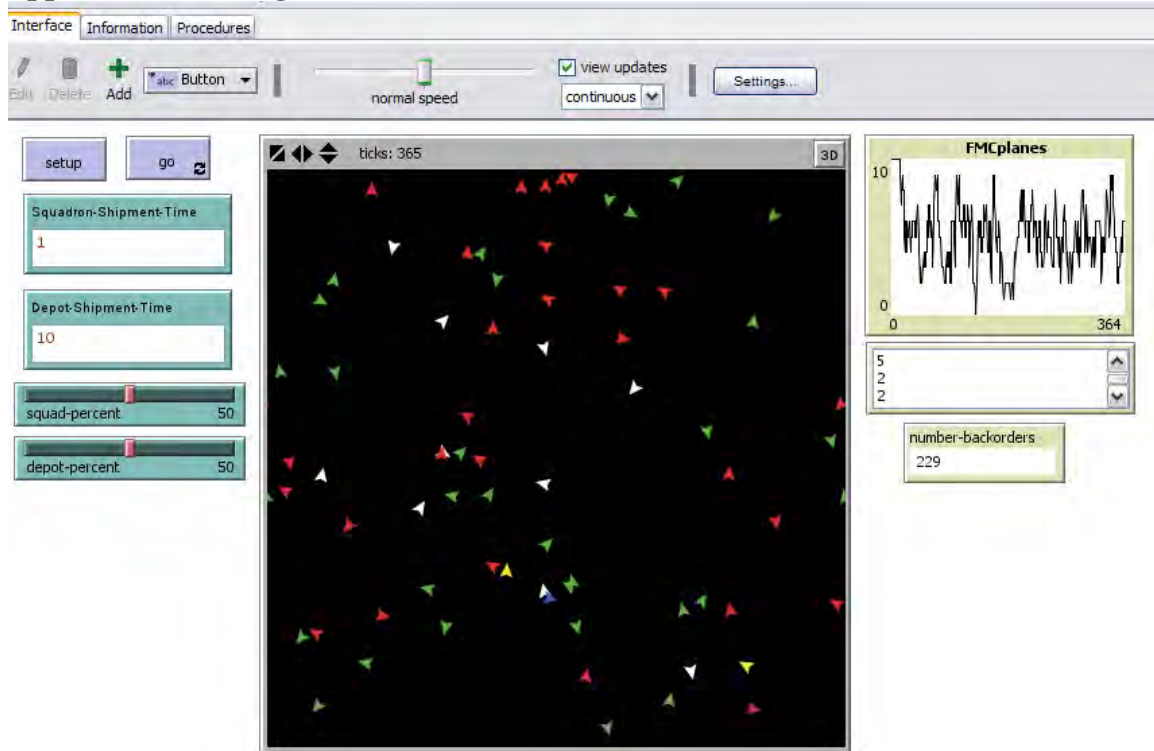 Interface Information Procedures
Edit Delete Add abc Button normal speed view updates continuous Settings...
setup go
ticks: 365 3D
Squadron-Shipment-Time
1
Depot-Shipment-Time
10
squad-percent 50
depot-percent 50
FMCplanes
10
0
0 364
5
2
2
number-backorders
229